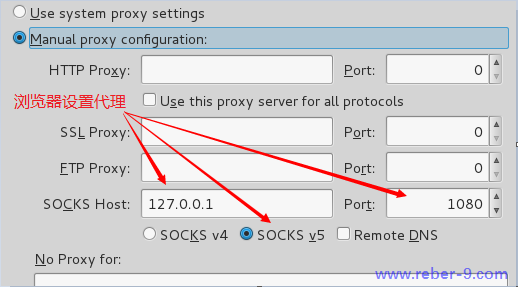 Use system proxy settings
Manual proxy configuration:
HTTP Proxy: Port: 0
浏览器设置代理 Use this proxy server for all protocols
SSL Proxy: Port: 0
FTP Proxy: Port: 0
SOCKS Host: 127.0.0.1 Port: 1080
SOCKS v4 SOCKS v5 Remote DNS
No Proxy for:
www.reber-9.com